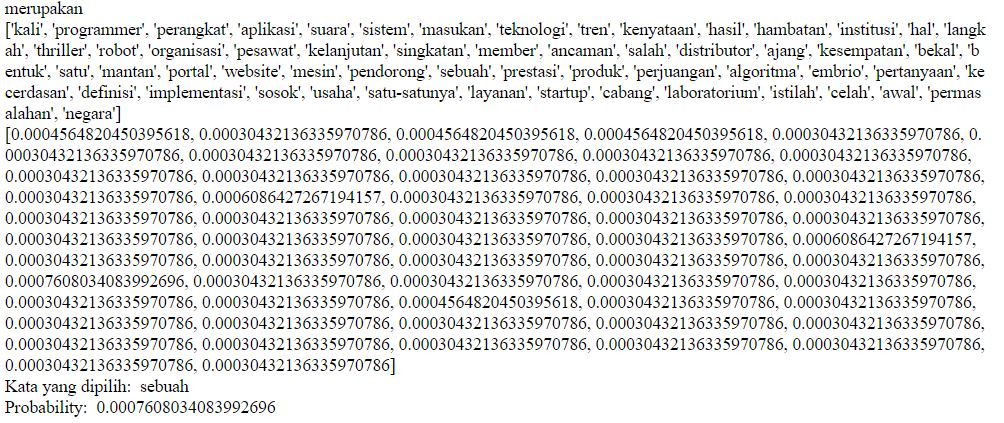 merupakan
['kali', 'programmer', 'perangkat', 'aplikasi', 'suara', 'sistem', 'masukan', 'teknologi', 'tren', 'kenyataan', 'hasil', 'hambatan', 'institusi', 'hal', 'langk
ah', 'thriller', 'robot', 'organisasi', 'pesawat', 'kelanjutan', 'singkatan', 'member', 'ancaman', 'salah', 'distributor', 'ajang', 'kesempatan', 'bekal', 'b
entuk', 'satu', 'mantan', 'portal', 'website', 'mesin', 'pendorong', 'sebuah', 'prestasi', 'produk', 'perjuangan', 'algoritma', 'embrio', 'pertanyaan', 'ke
cerdasan', 'definisi', 'implementasi', 'sosok', 'usaha', 'satu-satunya', 'layanan', 'startup', 'cabang', 'laboratorium', 'istilah', 'celah', 'awal', 'permas
alahan', 'negara']
[0.0004564820450395618, 0.00030432136335970786, 0.0004564820450395618, 0.0004564820450395618, 0.00030432136335970786, 0.
00030432136335970786, 0.00030432136335970786, 0.00030432136335970786, 0.00030432136335970786, 0.00030432136335970786,
0.00030432136335970786, 0.00030432136335970786, 0.00030432136335970786, 0.00030432136335970786, 0.00030432136335970786,
0.00030432136335970786, 0.0006086427267194157, 0.00030432136335970786, 0.00030432136335970786, 0.00030432136335970786,
0.00030432136335970786, 0.00030432136335970786, 0.00030432136335970786, 0.00030432136335970786, 0.00030432136335970786,
0.00030432136335970786, 0.00030432136335970786, 0.00030432136335970786, 0.00030432136335970786, 0.0006086427267194157,
0.00030432136335970786, 0.00030432136335970786, 0.00030432136335970786, 0.00030432136335970786, 0.00030432136335970786,
0.0007608034083992696, 0.00030432136335970786, 0.00030432136335970786, 0.00030432136335970786, 0.00030432136335970786,
0.00030432136335970786, 0.00030432136335970786, 0.0004564820450395618, 0.00030432136335970786, 0.00030432136335970786,
0.00030432136335970786, 0.00030432136335970786, 0.00030432136335970786, 0.00030432136335970786, 0.00030432136335970786,
0.00030432136335970786, 0.00030432136335970786, 0.00030432136335970786, 0.00030432136335970786, 0.00030432136335970786,
0.00030432136335970786, 0.00030432136335970786]
Kata yang dipilih: sebuah
Probability: 0.0007608034083992696